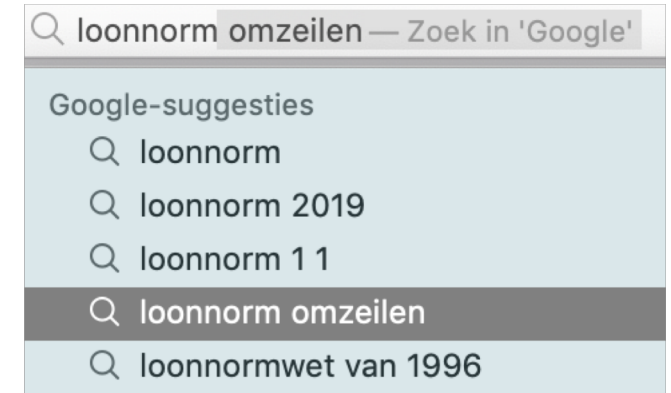 loonnorm omzeilen — Zoek in 'Google'
Google-suggesties
loonnorm
loonnorm 2019
loonnorm 1 1
loonnorm omzeilen
loonnormwet van 1996